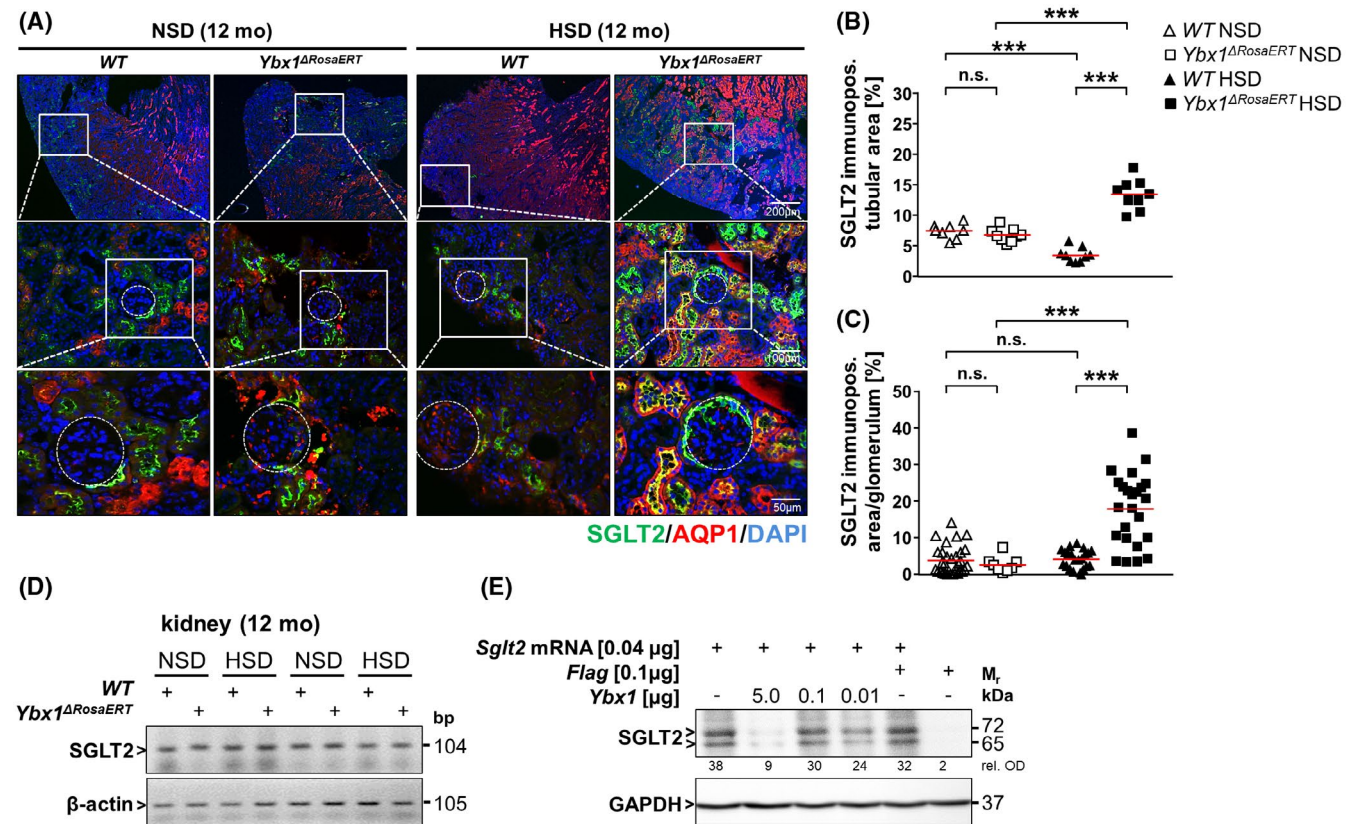 (A)
NSD (12 mo)
HSD (12 mo)
WT
Ybx1ΔRosaERT
WT
Ybx1ΔRosaERT
200µm
100µm
50µm
SGLT2/AQP1/DAPI
(B)
***
***
n.s.
***
SGLT2 immunopos.
tubular area [%]
30
25
20
15
10
5
0
△ WT NSD
□ Ybx1ΔRosaERT NSD
▲ WT HSD
■ Ybx1ΔRosaERT HSD
(C)
***
n.s.
n.s.
***
SGLT2 immunopos.
area/glomerulum [%]
50
40
30
20
10
0
(D)
kidney (12 mo)
NSD HSD NSD HSD
WT + + + +
Ybx1ΔRosaERT + + + +
bp
SGLT2> -104
β-actin> -105
(E)
Sglt2 mRNA [0.04 µg] + + + + +
Flag [0.1µg] + + Mr
Ybx1 [µg] - 5.0 0.1 0.01 - - kDa
SGLT2> -72
-65
38 9 30 24 32 2 rel. OD
GAPDH> -37